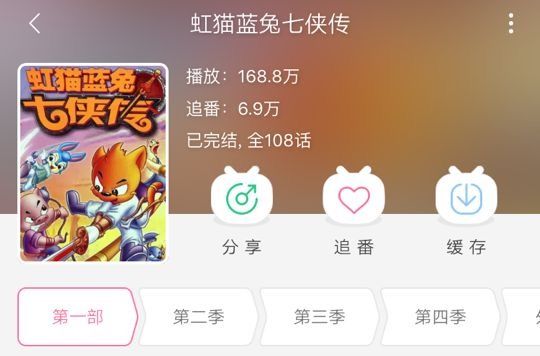 虹猫蓝兔七侠传
虹猫蓝兔
七侠传
播放：168.8万
追番：6.9万
已完结, 全108话
分享
追番
缓存
第一部
第二季
第三季
第四季